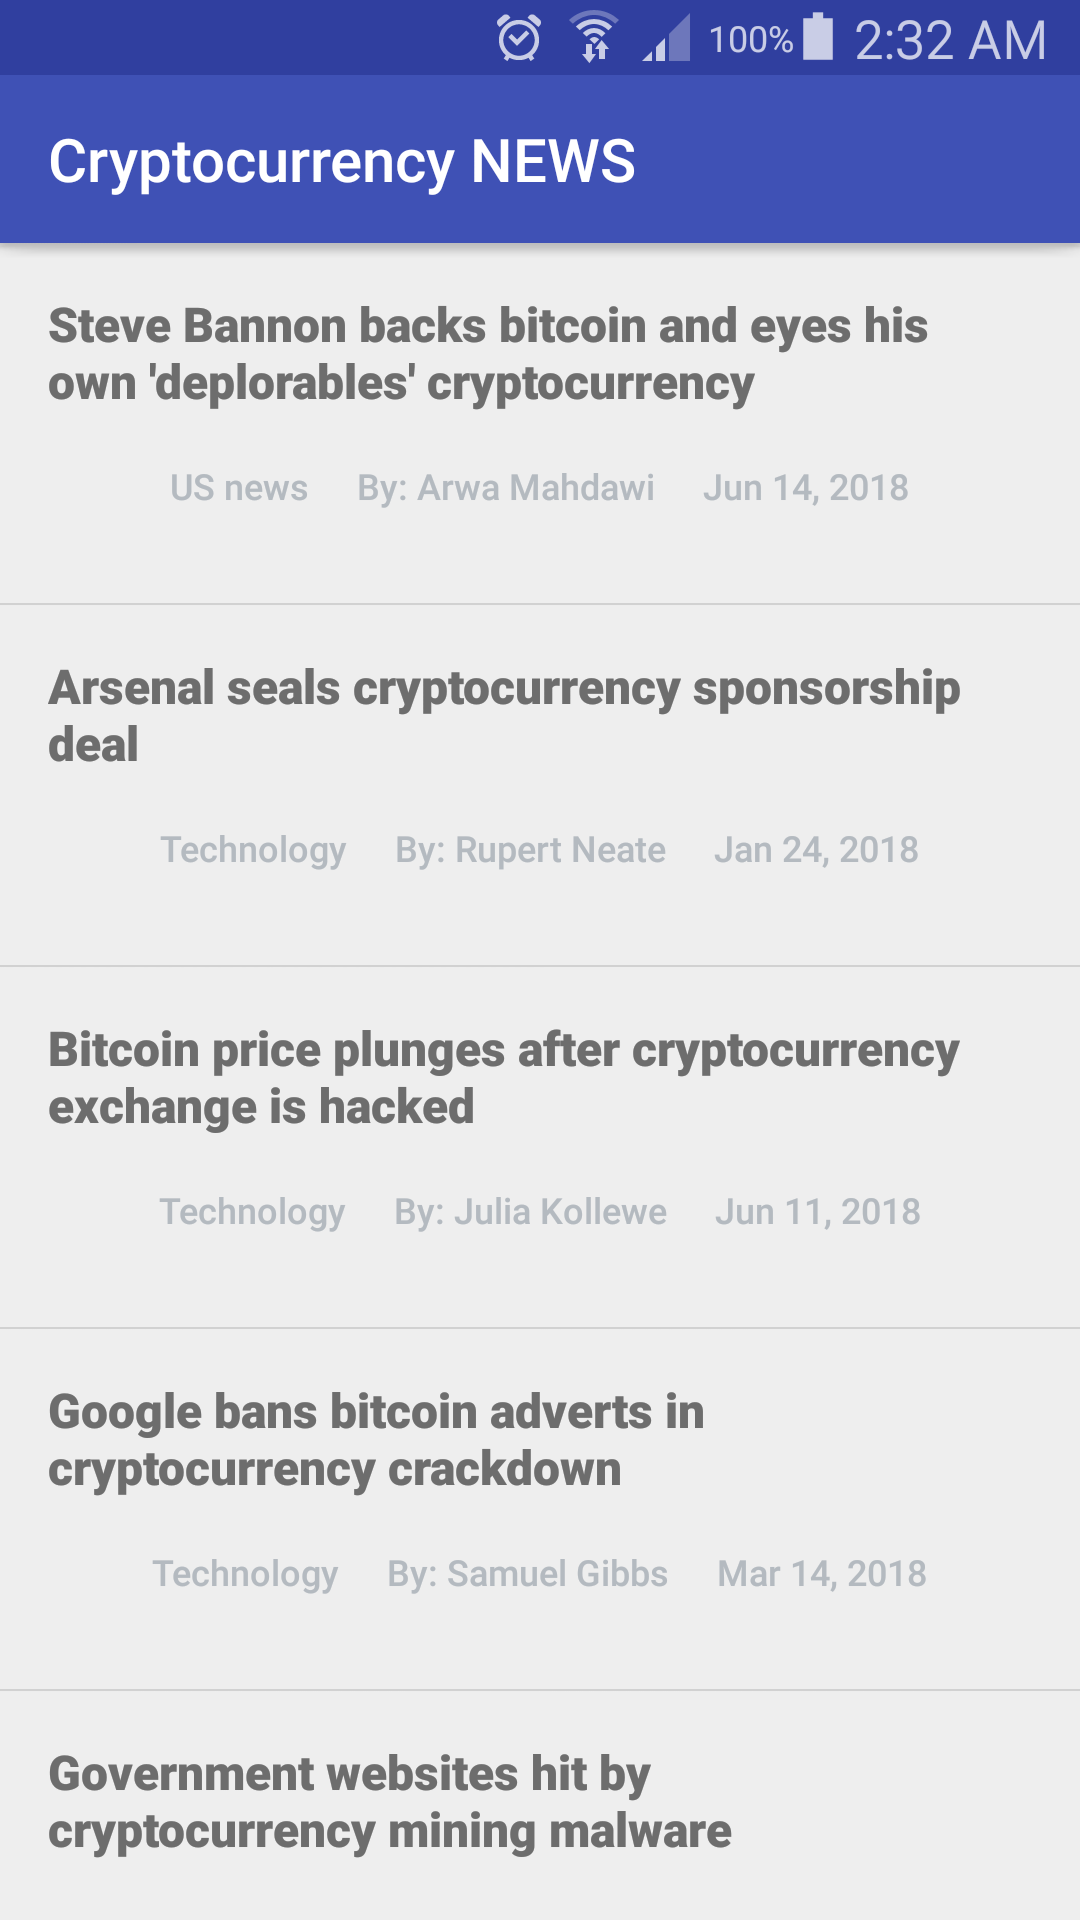 100% 2:32 AM
Cryptocurrency NEWS
Steve Bannon backs bitcoin and eyes his
own 'deplorables' cryptocurrency
US news By: Arwa Mahdawi Jun 14, 2018
Arsenal seals cryptocurrency sponsorship
deal
Technology By: Rupert Neate Jan 24, 2018
Bitcoin price plunges after cryptocurrency
exchange is hacked
Technology By: Julia Kollewe Jun 11, 2018
Google bans bitcoin adverts in
cryptocurrency crackdown
Technology By: Samuel Gibbs Mar 14, 2018
Government websites hit by
cryptocurrency mining malware